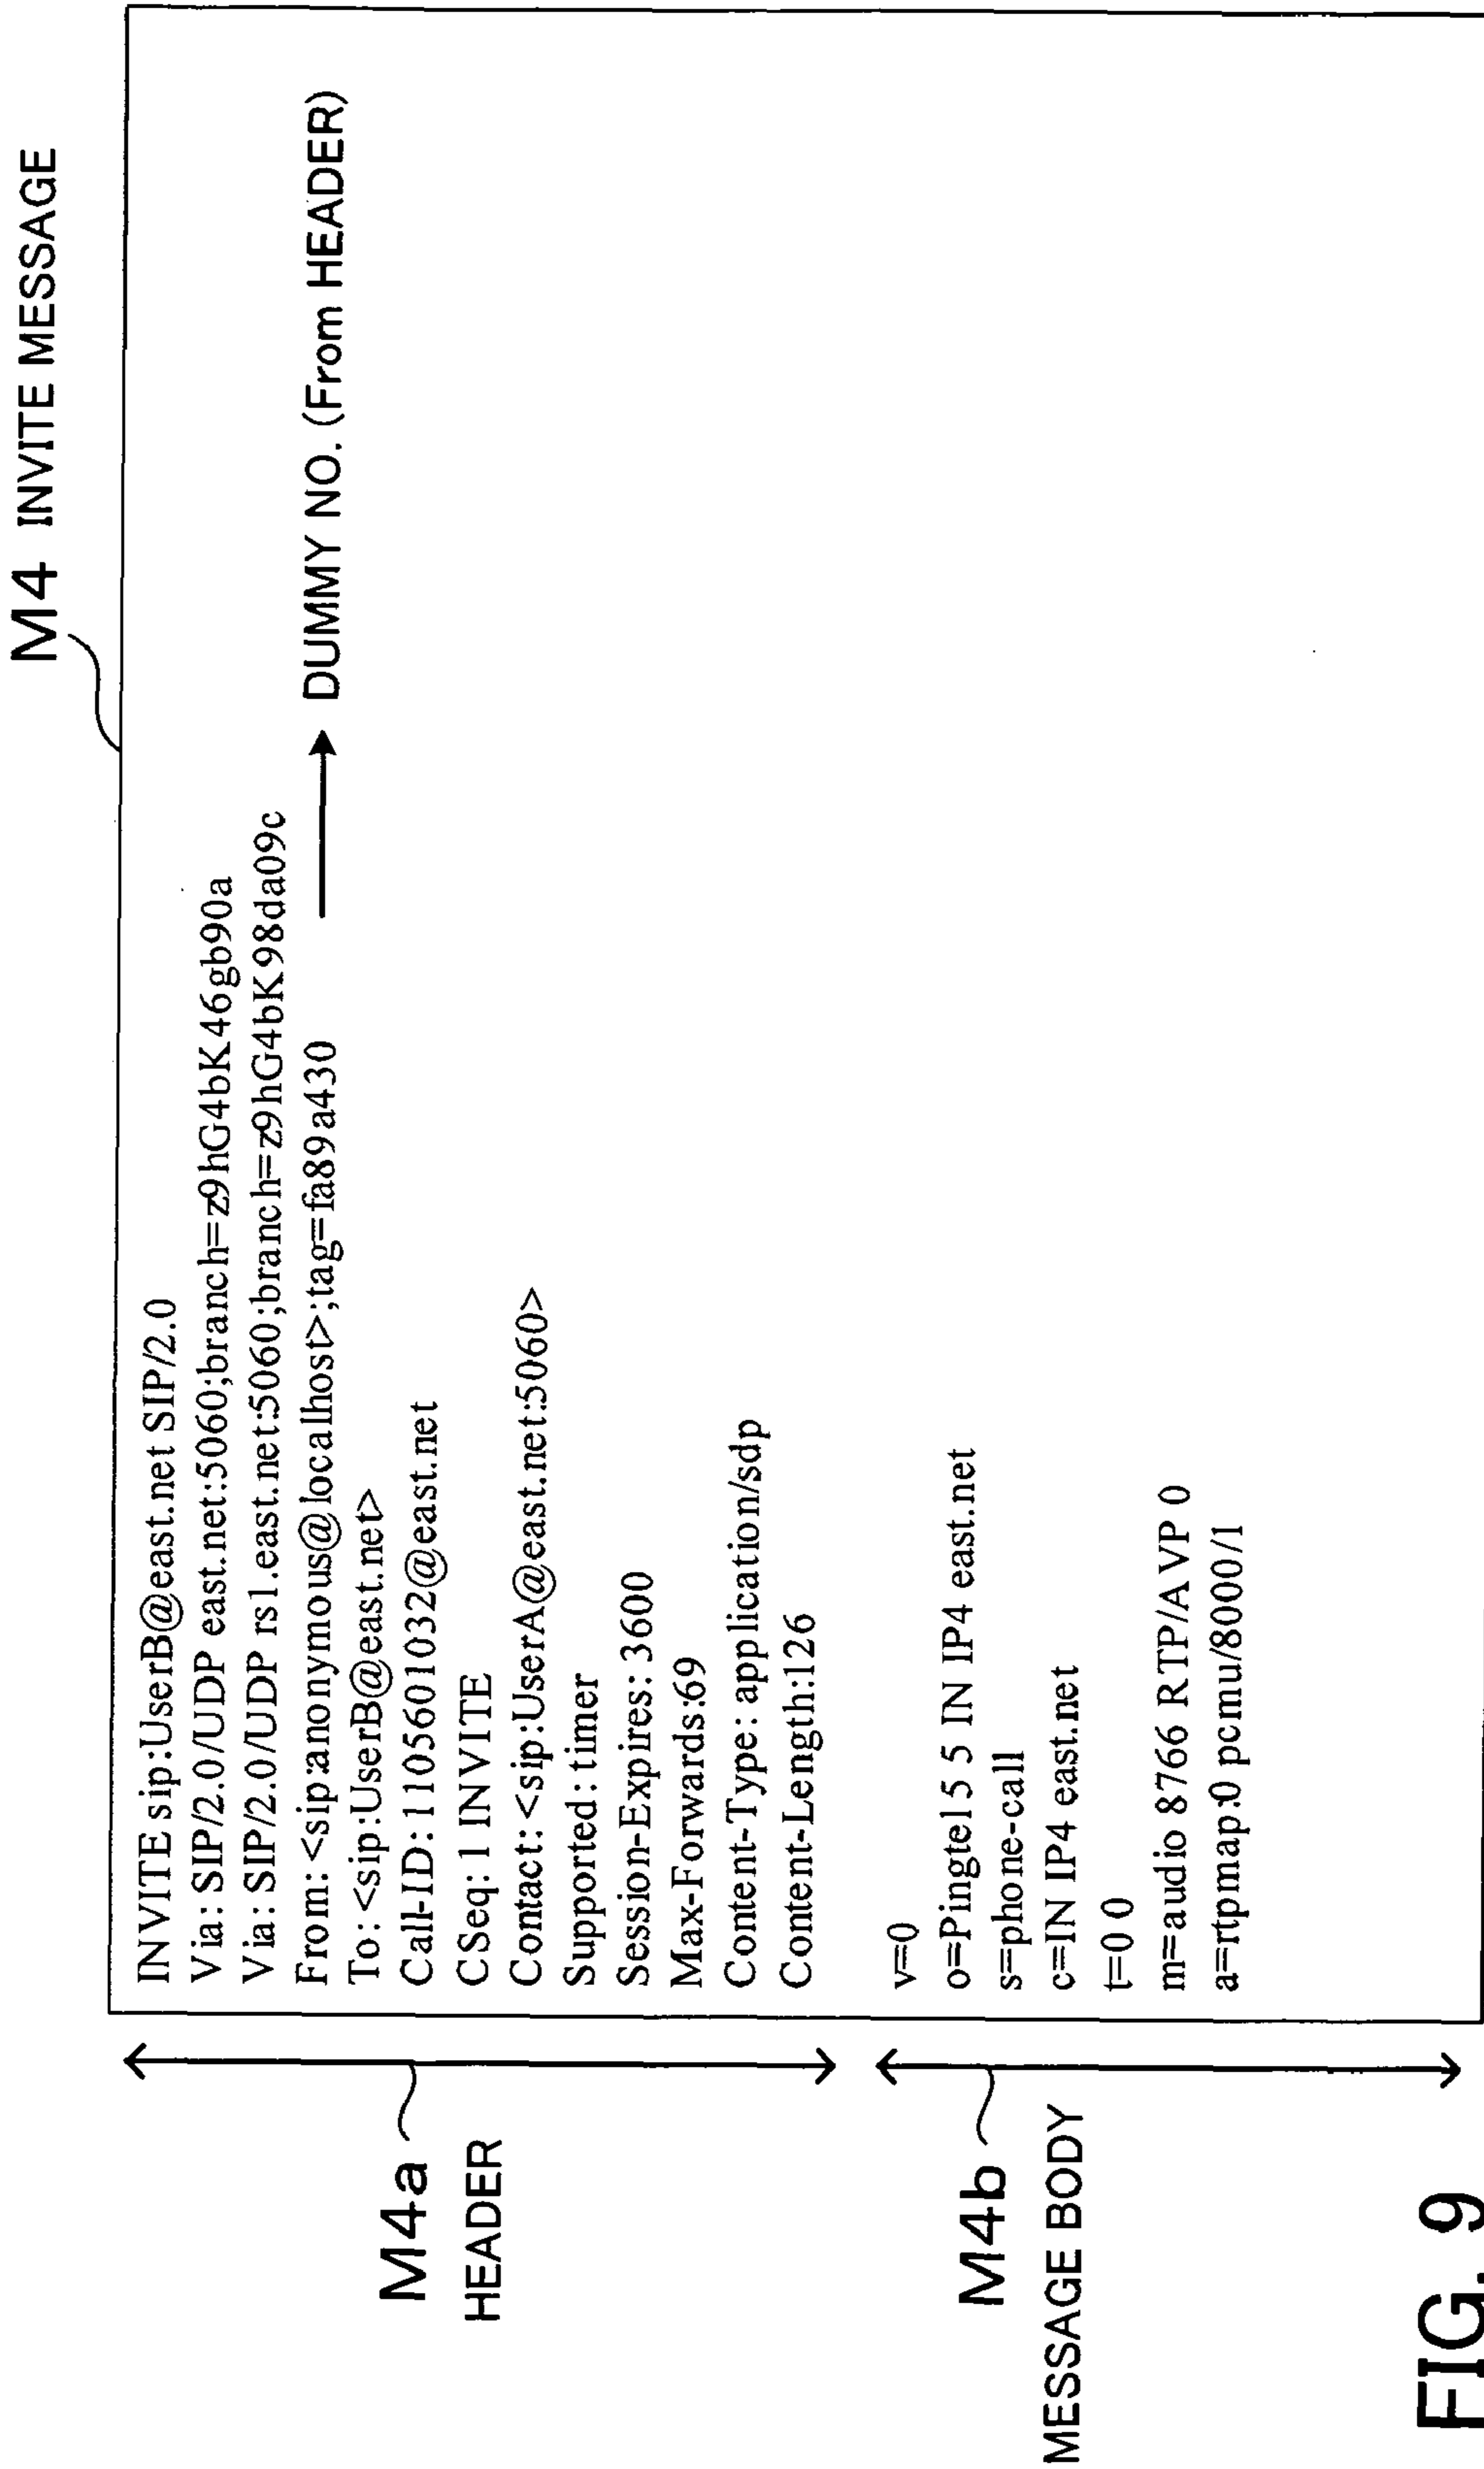 M4 INVITE MESSAGE
INVITE sip:UserB@east.net SIP/2.0
Via: SIP/2.0/UDP east.net:5060;branch=z9hG4bK46gb90a
Via: SIP/2.0/UDP rs1.east.net:5060;branch=z9hG4bK98da09c
From: <sip:anonymous@localhost>;tag=fa89a430 → DUMMY NO. (From HEADER)
To: <sip:UserB@east.net>
Call-ID: 1105601032@east.net
CSeq: 1 INVITE
Contact: <sip:UserA@east.net:5060>
Supported: timer
Session-Expires: 3600
Max-Forwards:69
Content-Type: application/sdp
Content-Length:126
M4a
HEADER
v=0
o=Pingtel5 5 IN IP4 east.net
s=phone-call
c=IN IP4 east.net
t=0 0
m=audio 8766 RTP/AVP 0
a=rtpmap:0 pcmu/8000/1
M4b
MESSAGE BODY
FIG. 9